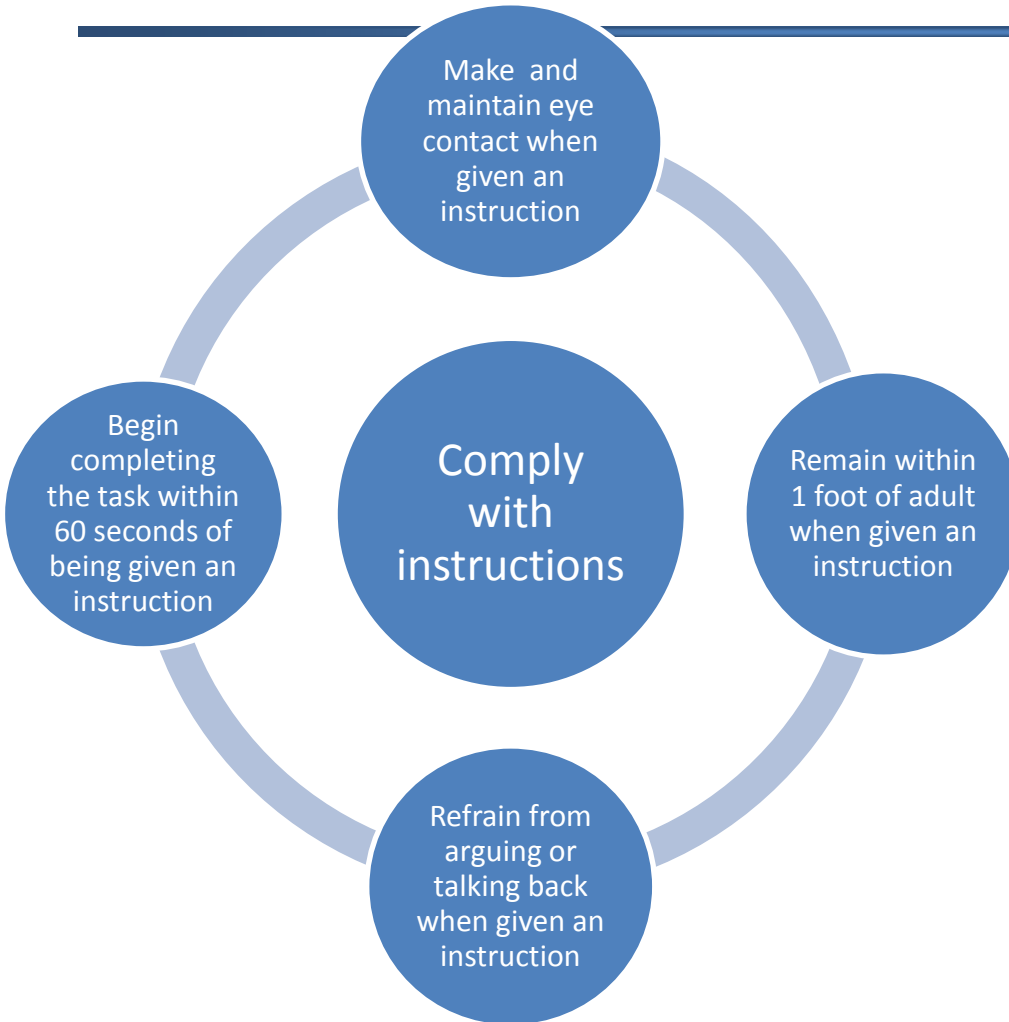 Make and
maintain eye
contact when
given an
instruction
Begin
completing
the task within
60 seconds of
being given an
instruction
Comply
with
instructions
Remain within
1 foot of adult
when given an
instruction
Refrain from
arguing or
talking back
when given an
instruction